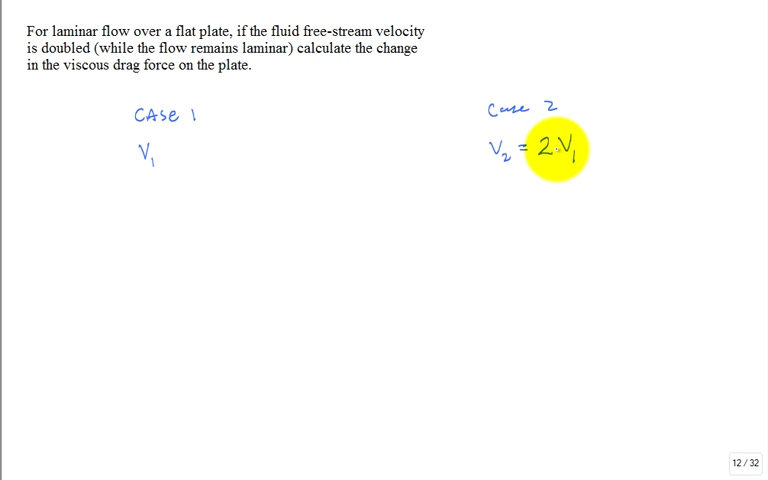 For laminar flow over a flat plate, if the fluid free-stream velocity
is doubled (while the flow remains laminar) calculate the change
in the viscous drag force on the plate.
CASE 1
Case 2
V₁
V₂ = 2·V₁
12 / 32